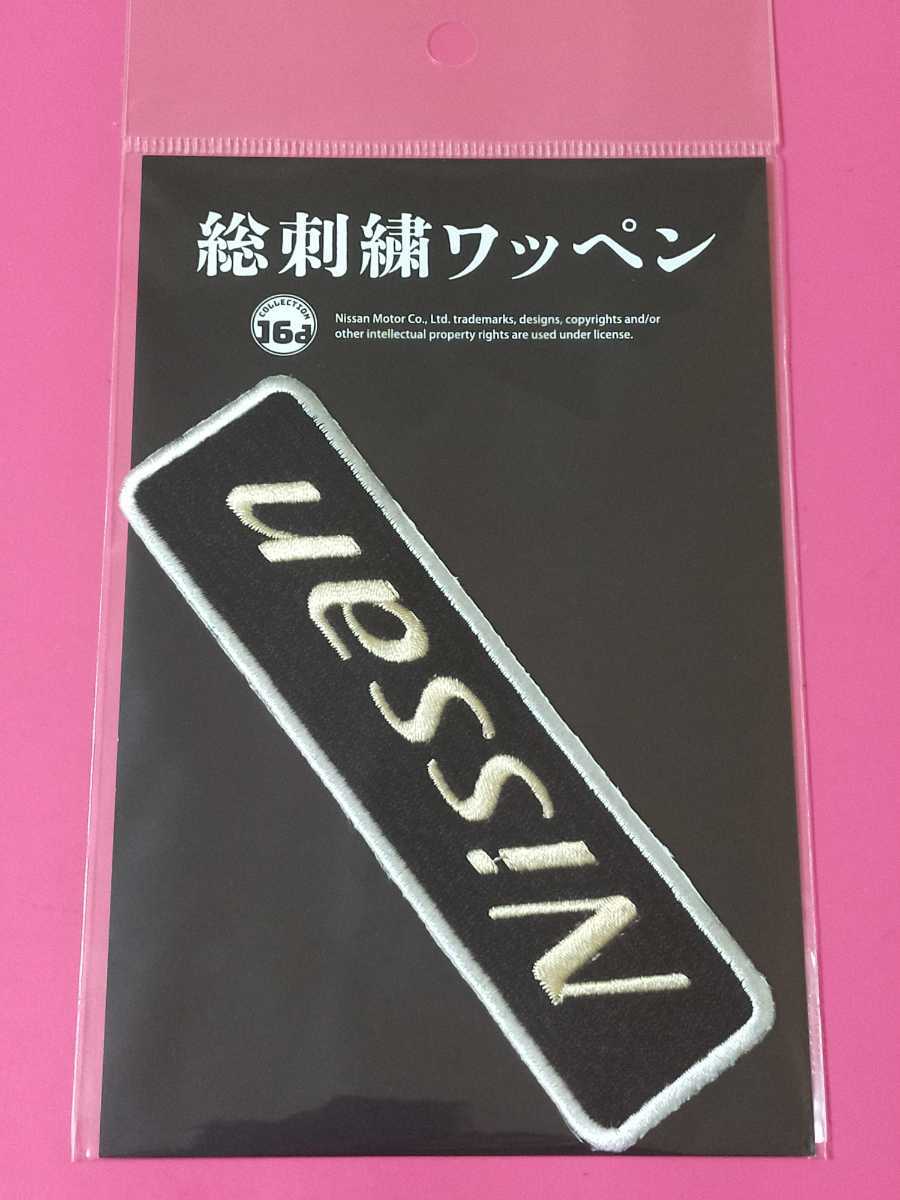 総刺繍ワッペン
COLLECTION
16d
Nissan Motor Co., Ltd. trademarks, designs, copyrights and/or
other intellectual property rights are used under license.
Nissan